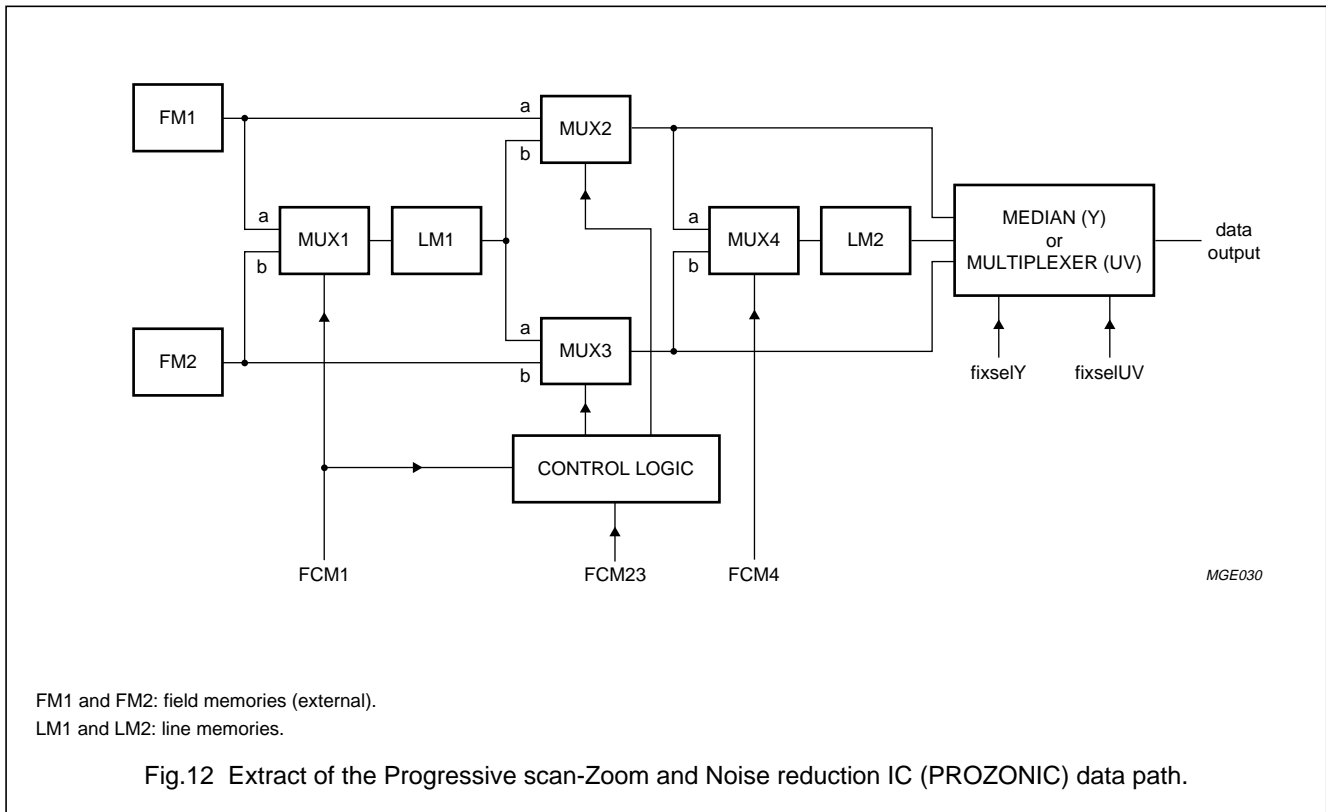 FM1
a
MUX2
b
a
MUX1
b
LM1
a
MUX4
b
LM2
MEDIAN (Y)
or
MULTIPLEXER (UV)
data
output
FM2
a
MUX3
b
fixselY
fixselUV
CONTROL LOGIC
FCM1
FCM23
FCM4
MGE030
FM1 and FM2: field memories (external).
LM1 and LM2: line memories.
Fig.12 Extract of the Progressive scan-Zoom and Noise reduction IC (PROZONIC) data path.